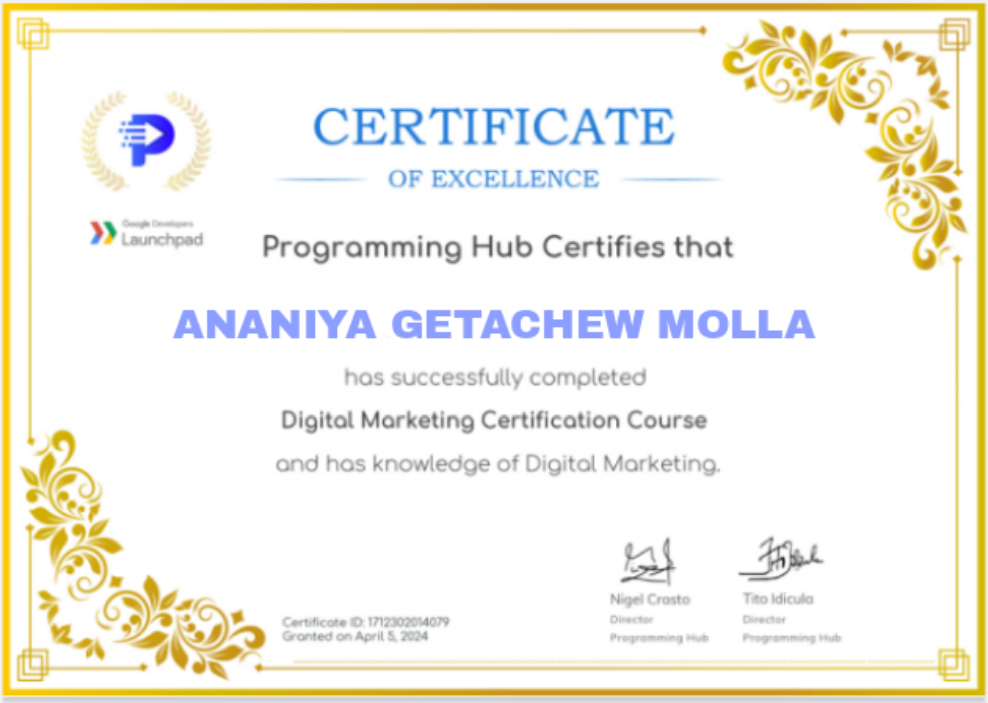 CERTIFICATE
OF EXCELLENCE
Google Developers
Launchpad
Programming Hub Certifies that
ANANIYA GETACHEW MOLLA
has successfully completed
Digital Marketing Certification Course
and has knowledge of Digital Marketing.
Nigel Crasto
Director
Programming Hub
Tito Idicula
Director
Programming Hub
Certificate ID: 1712302014079
Granted on April 5, 2024